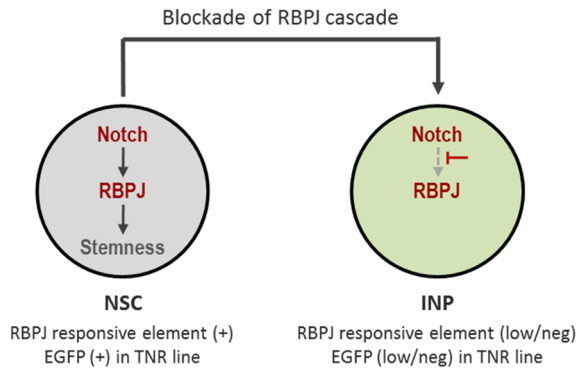 Blockade of RBPJ cascade
Notch
RBPJ
Stemness
NSC
RBPJ responsive element (+)
EGFP (+) in TNR line
Notch
RBPJ
INP
RBPJ responsive element (low/neg)
EGFP (low/neg) in TNR line